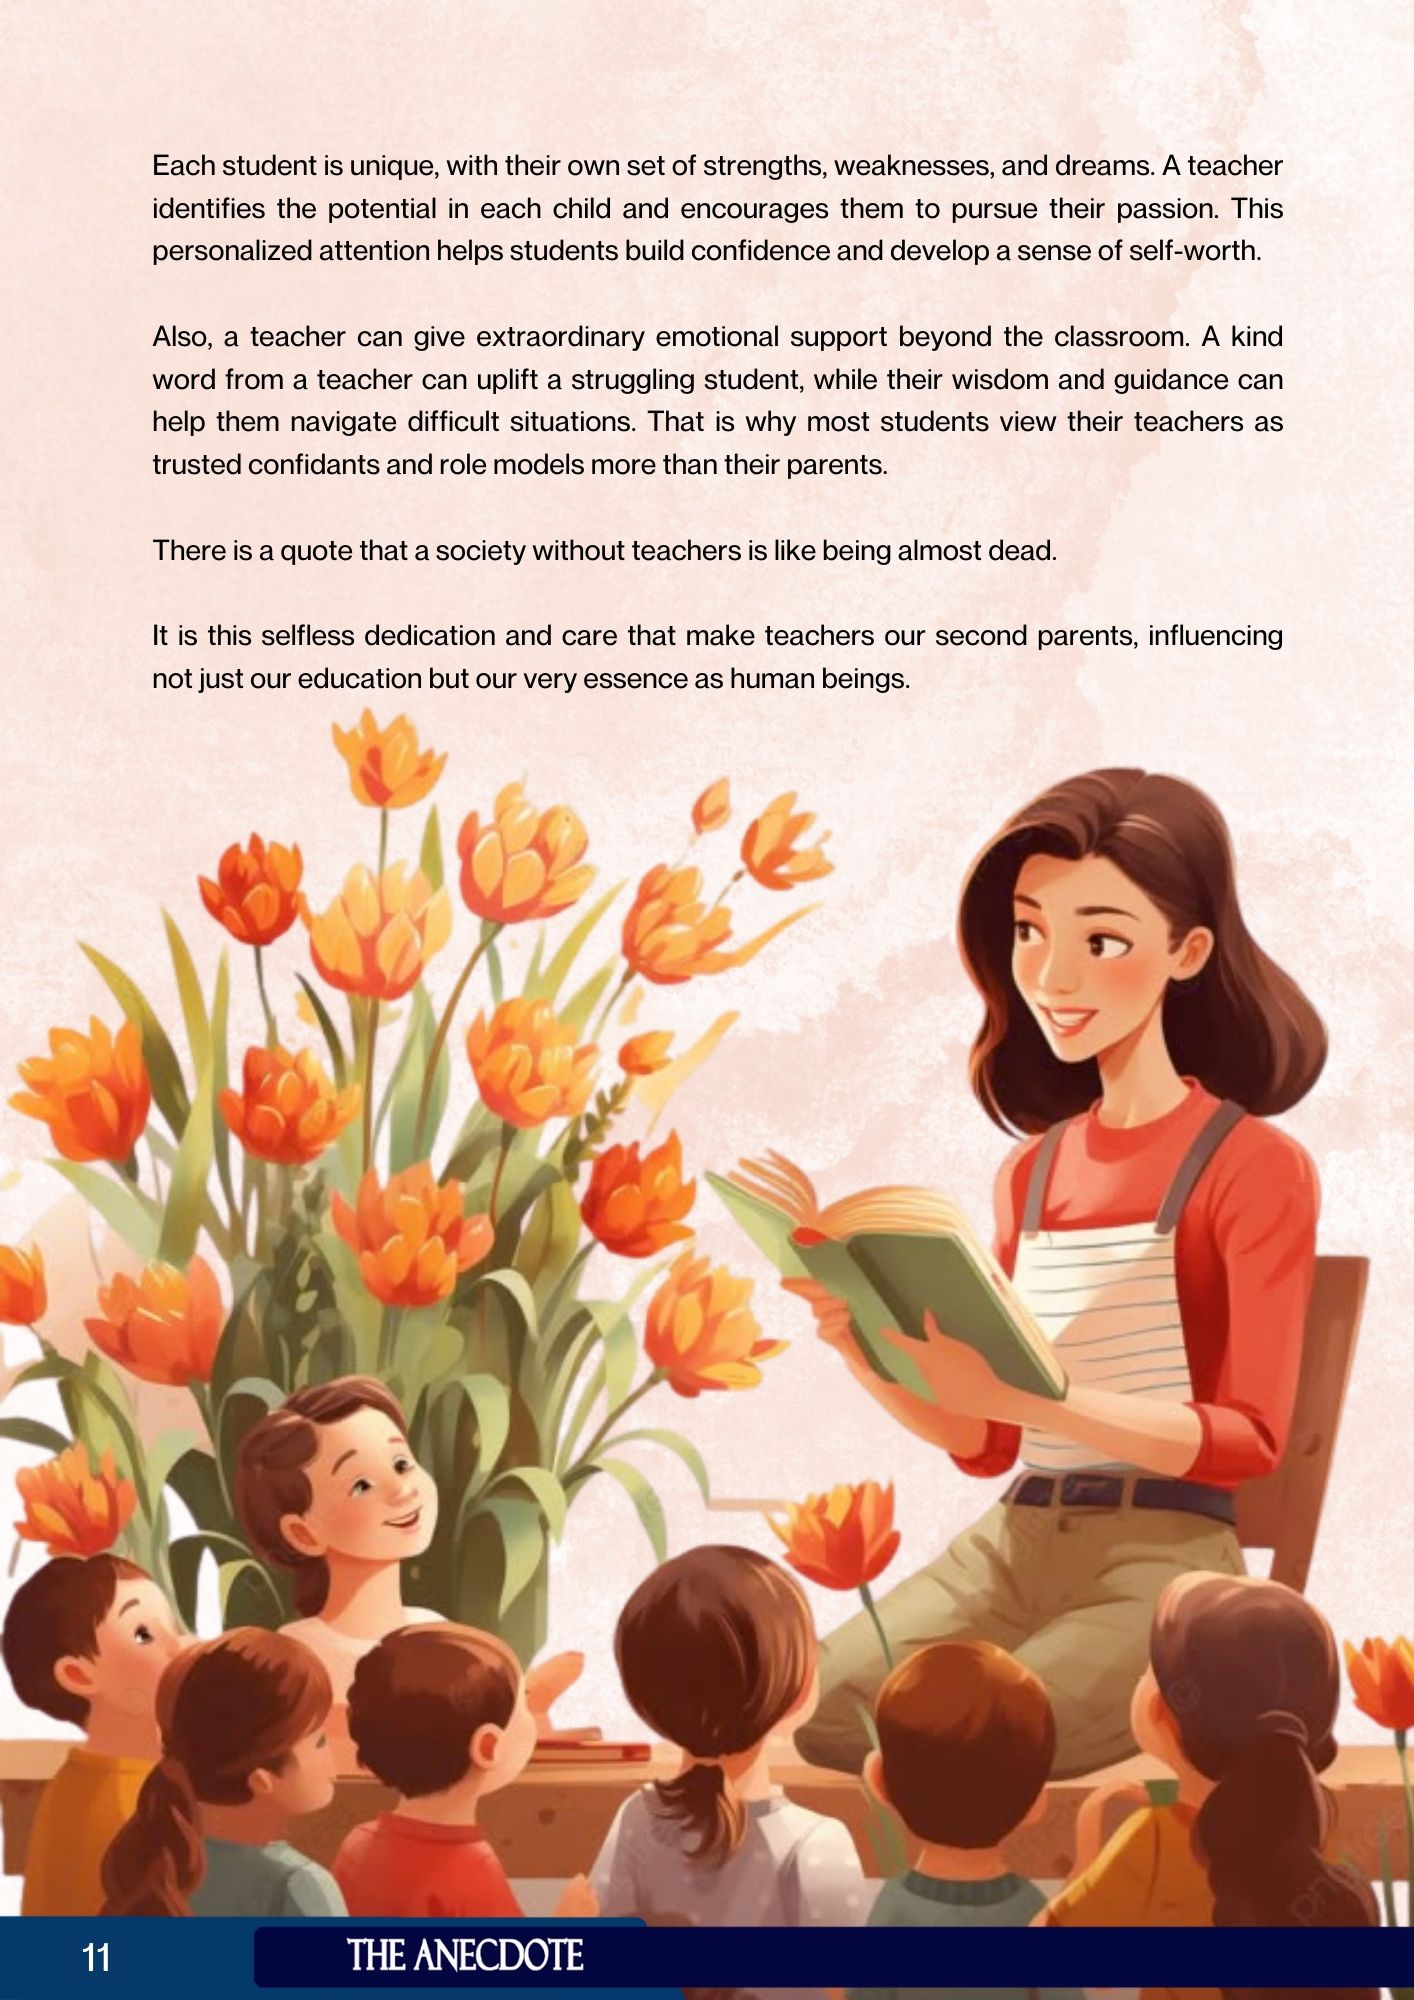 Each student is unique, with their own set of strengths, weaknesses, and dreams. A teacher
identifies the potential in each child and encourages them to pursue their passion. This
personalized attention helps students build confidence and develop a sense of self-worth.
Also, a teacher can give extraordinary emotional support beyond the classroom. A kind
word from a teacher can uplift a struggling student, while their wisdom and guidance can
help them navigate difficult situations. That is why most students view their teachers as
trusted confidants and role models more than their parents.
There is a quote that a society without teachers is like being almost dead.
It is this selfless dedication and care that make teachers our second parents, influencing
not just our education but our very essence as human beings.
11
THE ANECDOTE